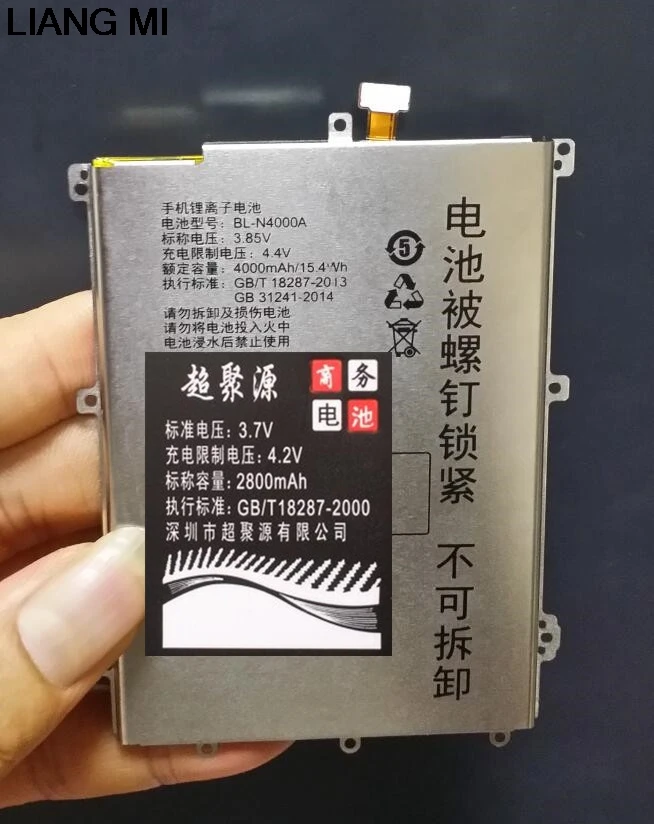 LIANG MI
手机锂离子电池
电池型号: BL-N4000A
标称电压: 3.85V
充电限制电压: 4.4V
额定容量: 4000mAh/15.4Wh
执行标准: GB/T 18287-2013
GB 31241-2014
请勿拆卸及损伤电池
请勿将电池投入火中
电池浸水后禁止使用
5
电池被螺钉锁紧 不可拆卸
超聚源
商务
电池
标准电压: 3.7V
充电限制电压: 4.2V
标称容量: 2800mAh
执行标准: GB/T18287-2000
深圳市超聚源有限公司